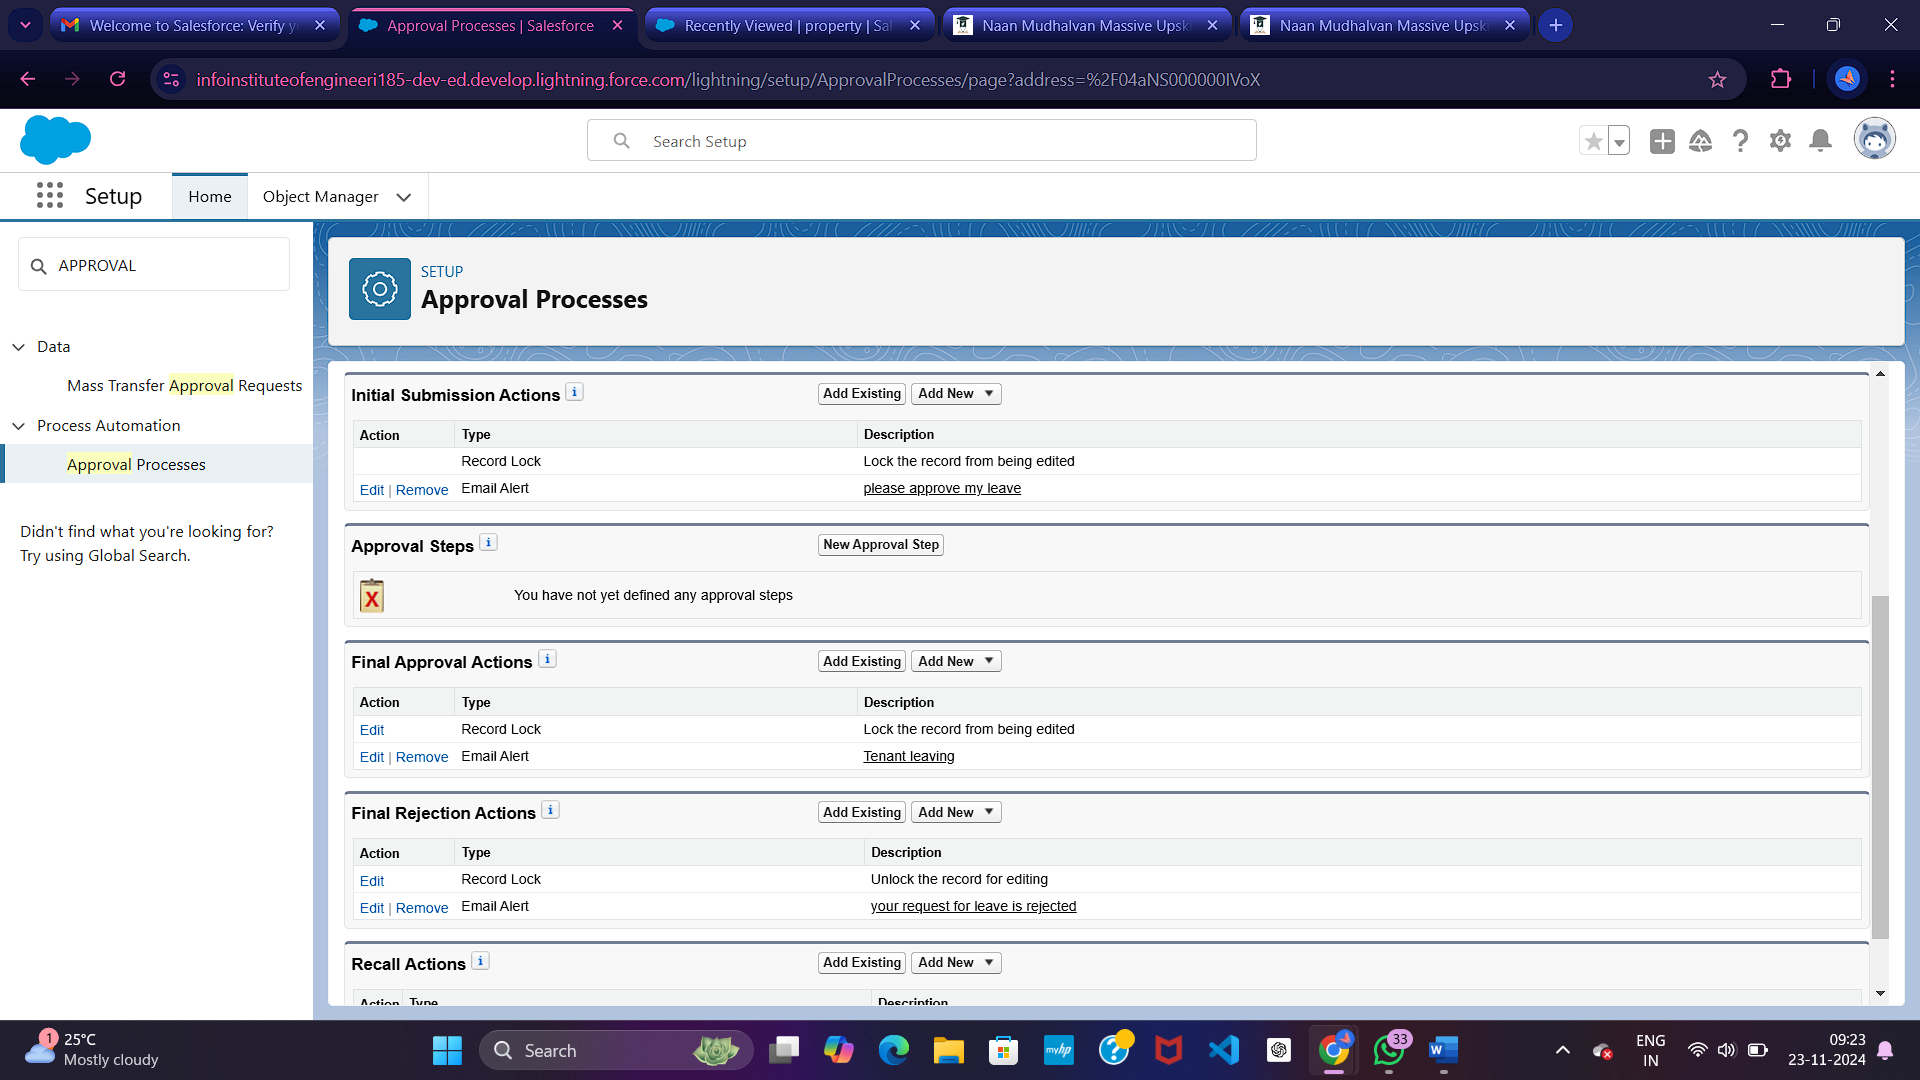 Welcome to Salesforce: Verify y
Approval Processes | Salesforce
Recently Viewed | property | Sal
Naan Mudhalvan Massive Upsk
Naan Mudhalvan Massive Upsk
infoinstituteofengineeri185-dev-ed.develop.lightning.force.com/lightning/setup/ApprovalProcesses/page?address=%2F04aNS000000IVoX
Search Setup
Setup
Home
Object Manager
APPROVAL
Data
Mass Transfer Approval Requests
Process Automation
Approval Processes
Didn't find what you're looking for?
Try using Global Search.
SETUP
Approval Processes
Initial Submission Actions i Add Existing Add New
Action Type Description
Record Lock Lock the record from being edited
Edit | Remove Email Alert please approve my leave
Approval Steps i New Approval Step
X You have not yet defined any approval steps
Final Approval Actions i Add Existing Add New
Action Type Description
Edit Record Lock Lock the record from being edited
Edit | Remove Email Alert Tenant leaving
Final Rejection Actions i Add Existing Add New
Action Type Description
Edit Record Lock Unlock the record for editing
Edit | Remove Email Alert your request for leave is rejected
Recall Actions i Add Existing Add New
Action Type Description
1
25°C
Mostly cloudy
Search
myhp
33
ENG
IN
09:23
23-11-2024